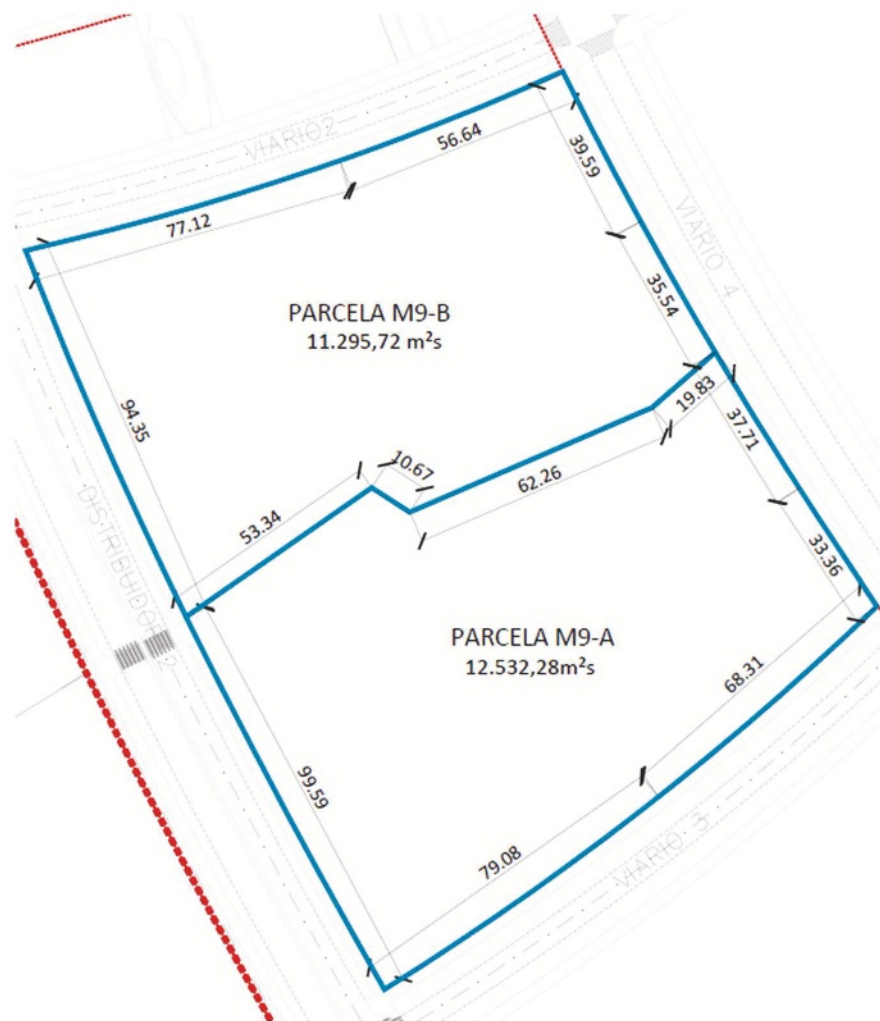 VIARIO2
56.64
39.59
77.12
VIARIO 4
35.54
PARCELA M9-B
11.295,72 m²s
94.35
19.83
37.71
10.67
62.26
53.34
DISTRIBUIDOR 2
33.36
PARCELA M9-A
12.532,28m²s
68.31
99.59
79.08
VIARIO 3